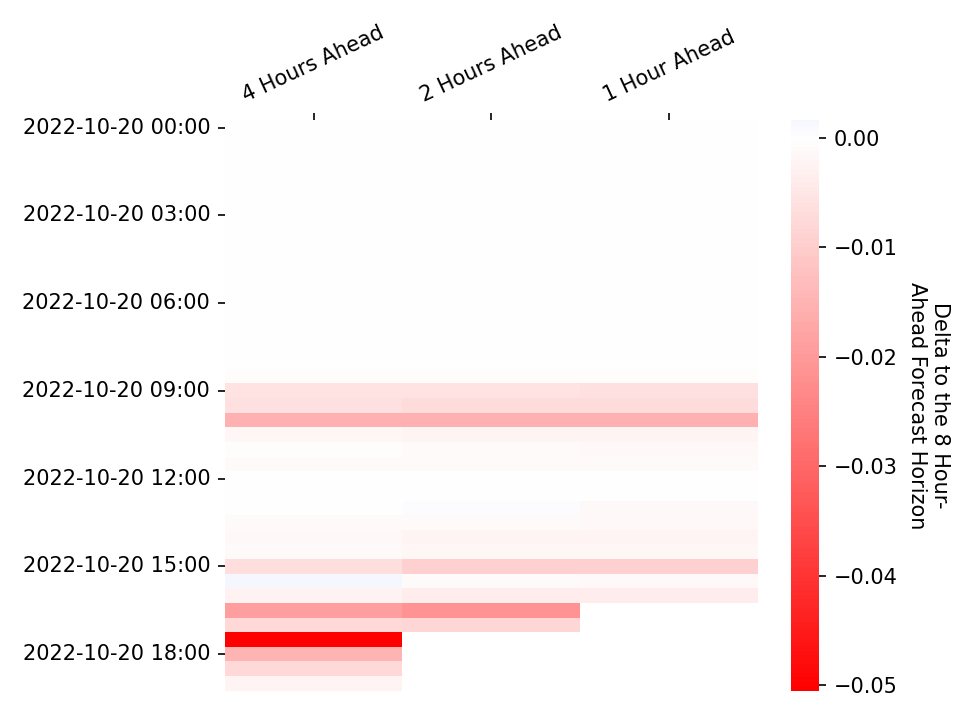 4 Hours Ahead
2 Hours Ahead
1 Hour Ahead
2022-10-20 00:00
2022-10-20 03:00
2022-10-20 06:00
2022-10-20 09:00
2022-10-20 12:00
2022-10-20 15:00
2022-10-20 18:00
0.00
−0.01
−0.02
−0.03
−0.04
−0.05
Delta to the 8 Hour-
Ahead Forecast Horizon